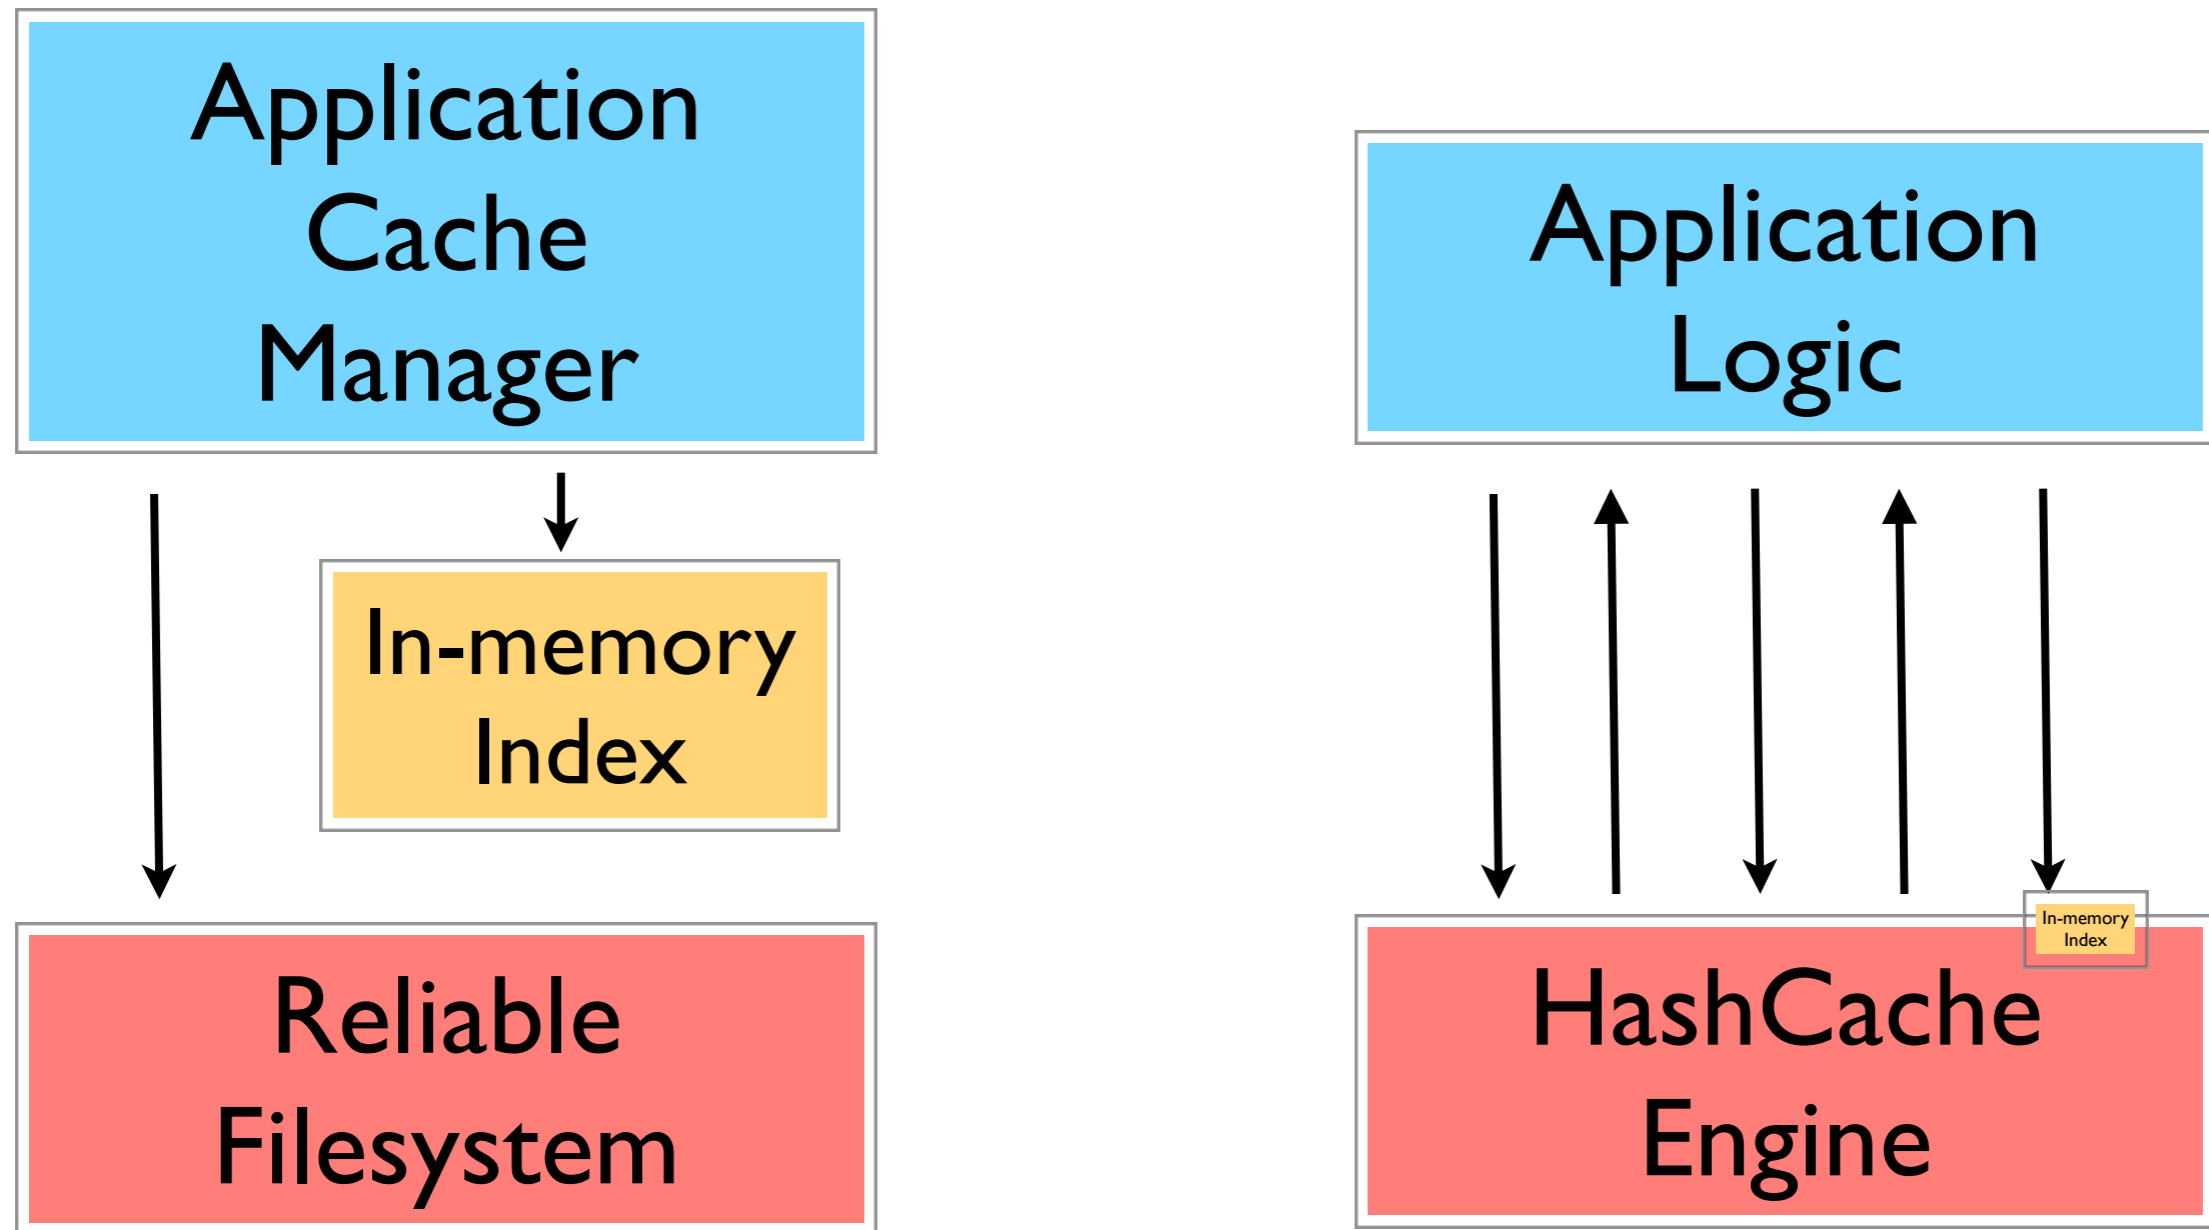 Application
Cache
Manager
In-memory
Index
Reliable
Filesystem
Application
Logic
In-memory
Index
HashCache
Engine